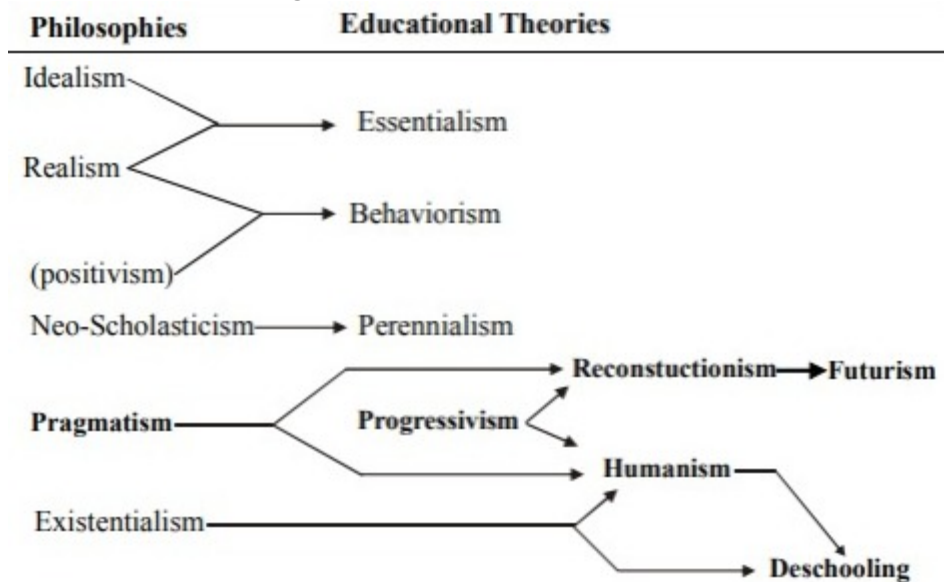 Philosophies Educational Theories
Idealism
Essentialism
Realism
Behaviorism
(positivism)
Neo-Scholasticism Perennialism
Reconstuctionism Futurism
Pragmatism Progressivism
Humanism
Existentialism
Deschooling